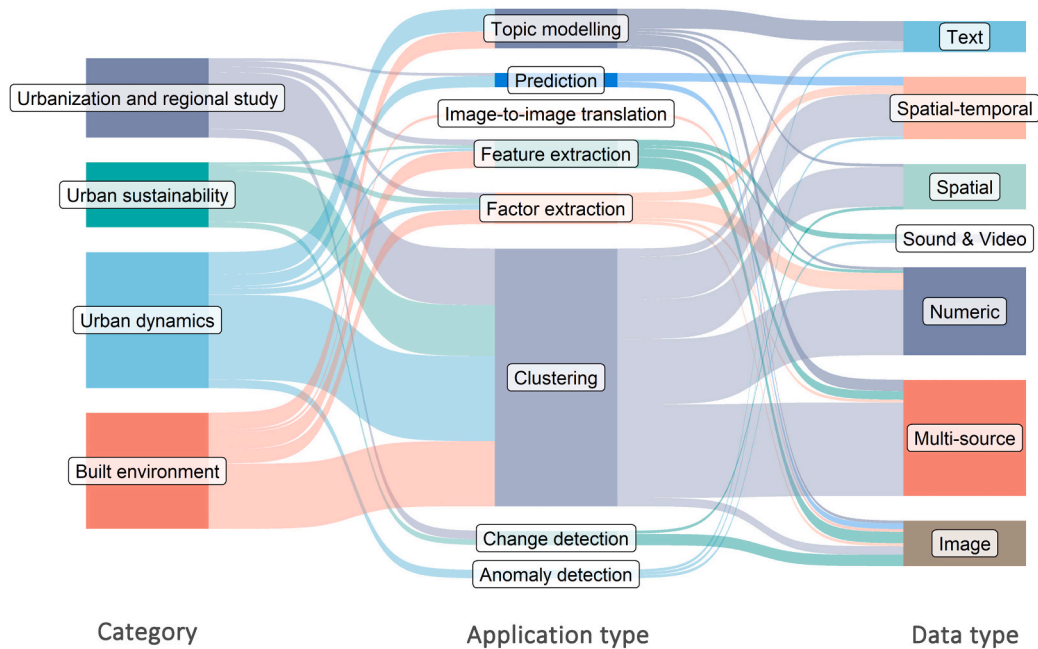 Urbanization and regional study
Urban sustainability
Urban dynamics
Built environment
Topic modelling
Prediction
Image-to-image translation
Feature extraction
Factor extraction
Clustering
Change detection
Anomaly detection
Text
Spatial-temporal
Spatial
Sound & Video
Numeric
Multi-source
Image
Category
Application type
Data type